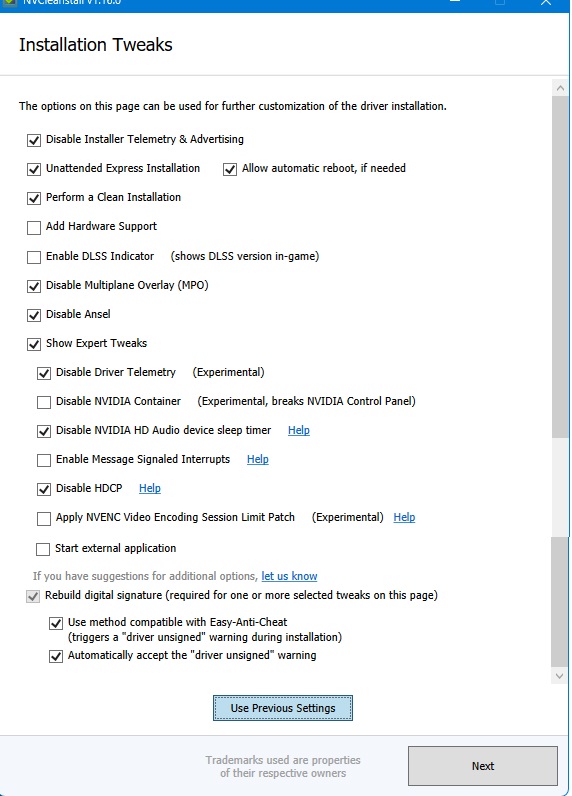 NVCleanstall v1.16.0
Installation Tweaks
The options on this page can be used for further customization of the driver installation.
Disable Installer Telemetry & Advertising
Unattended Express Installation Allow automatic reboot, if needed
Perform a Clean Installation
Add Hardware Support
Enable DLSS Indicator (shows DLSS version in-game)
Disable Multiplane Overlay (MPO)
Disable Ansel
Show Expert Tweaks
Disable Driver Telemetry (Experimental)
Disable NVIDIA Container (Experimental, breaks NVIDIA Control Panel)
Disable NVIDIA HD Audio device sleep timer Help
Enable Message Signaled Interrupts Help
Disable HDCP Help
Apply NVENC Video Encoding Session Limit Patch (Experimental) Help
Start external application
If you have suggestions for additional options, let us know
Rebuild digital signature (required for one or more selected tweaks on this page)
Use method compatible with Easy-Anti-Cheat
(triggers a "driver unsigned" warning during installation)
Automatically accept the "driver unsigned" warning
Use Previous Settings
Trademarks used are properties
of their respective owners
Next